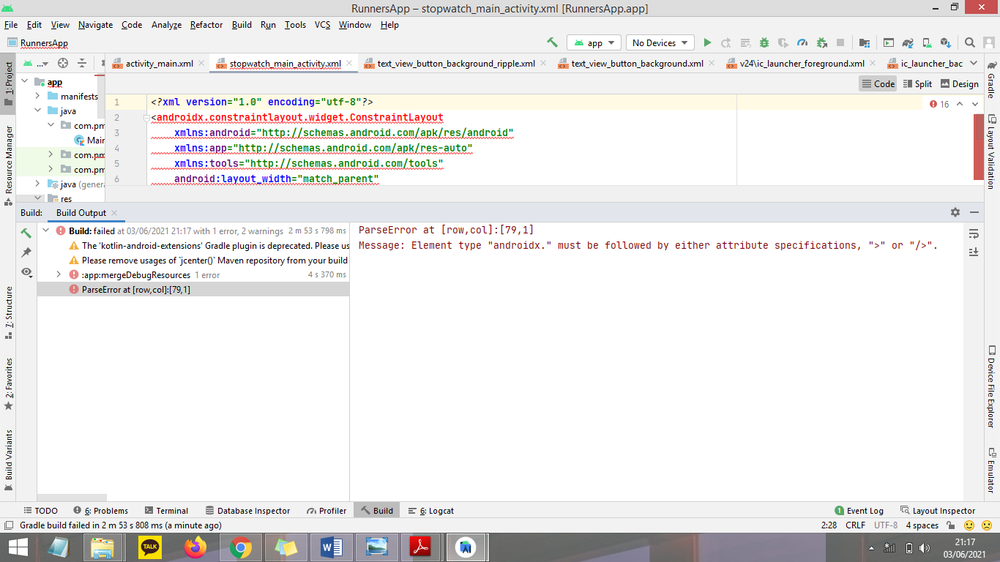 RunnersApp – stopwatch_main_activity.xml [RunnersApp.app]
File Edit View Navigate Code Analyze Refactor Build Run Tools VCS Window Help
RunnersApp
app
No Devices
1: Project
...
activity_main.xml
stopwatch_main_activity.xml
text_view_button_background_ripple.xml
text_view_button_background.xml
v24\ic_launcher_foreground.xml
ic_launcher_bac
Gradle
app
manifests
java
com.pm
Main
com.pm
com.pm
java (genera
res
Code
Split
Design
16
1 <?xml version="1.0" encoding="utf-8"?>
2 <androidx.constraintlayout.widget.ConstraintLayout
3 xmlns:android="http://schemas.android.com/apk/res/android"
4 xmlns:app="http://schemas.android.com/apk/res-auto"
5 xmlns:tools="http://schemas.android.com/tools"
6 android:layout_width="match_parent"
Resource Manager
Layout Validation
Build:
Build Output
Build: failed at 03/06/2021 21:17 with 1 error, 2 warnings 2 m 53 s 798 ms
The 'kotlin-android-extensions' Gradle plugin is deprecated. Please us
Please remove usages of `jcenter()` Maven repository from your build
:app:mergeDebugResources 1 error 4 s 370 ms
ParseError at [row,col]:[79,1]
ParseError at [row,col]:[79,1]
Message: Element type "androidx." must be followed by either attribute specifications, ">" or "/>".
7: Structure
2: Favorites
Build Variants
Device File Explorer
Emulator
TODO
6: Problems
Terminal
Database Inspector
Profiler
Build
6: Logcat
1 Event Log
Layout Inspector
Gradle build failed in 2 m 53 s 808 ms (a minute ago)
2:28 CRLF UTF-8 4 spaces
TALK
W
21:17
03/06/2021